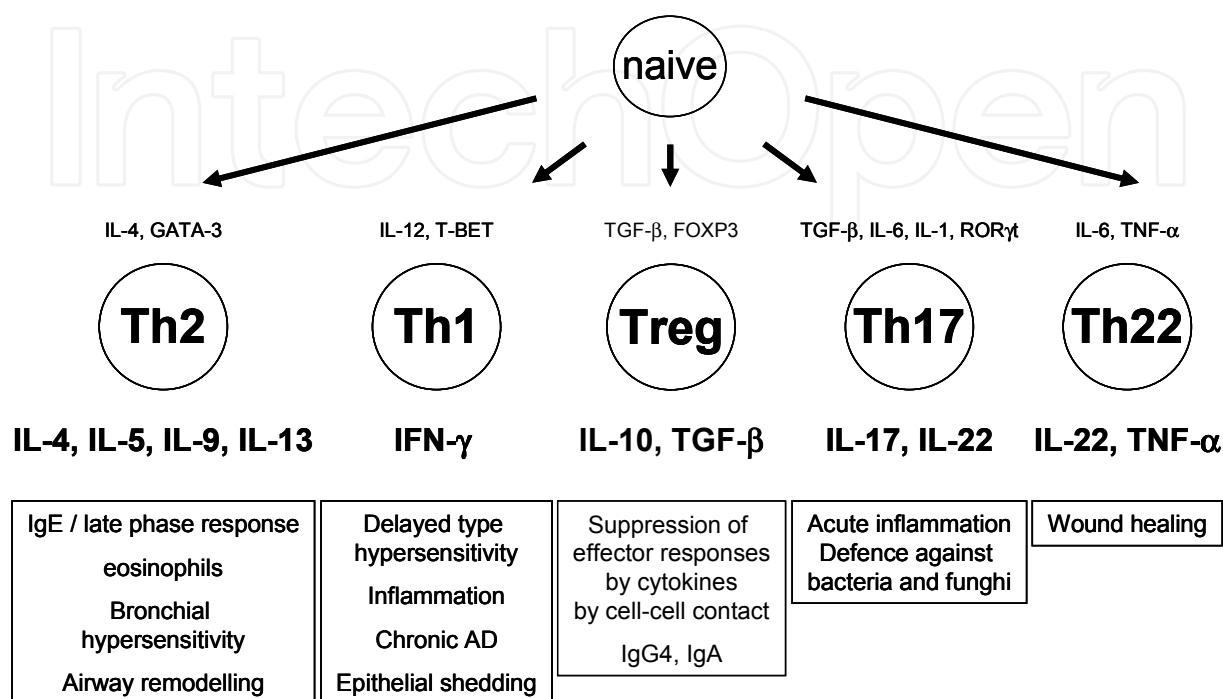 IntechOpen
naive
IL-4, GATA-3
IL-12, T-BET
TGF-β, FOXP3
TGF-β, IL-6, IL-1, RORγt
IL-6, TNF-α
Th2
Th1
Treg
Th17
Th22
IL-4, IL-5, IL-9, IL-13
IFN-γ
IL-10, TGF-β
IL-17, IL-22
IL-22, TNF-α
IgE / late phase response
eosinophils
Bronchial
hypersensitivity
Airway remodelling
Delayed type
hypersensitivity
Inflammation
Chronic AD
Epithelial shedding
Suppression of
effector responses
by cytokines
by cell-cell contact
IgG4, IgA
Acute inflammation
Defence against
bacteria and funghi
Wound healing